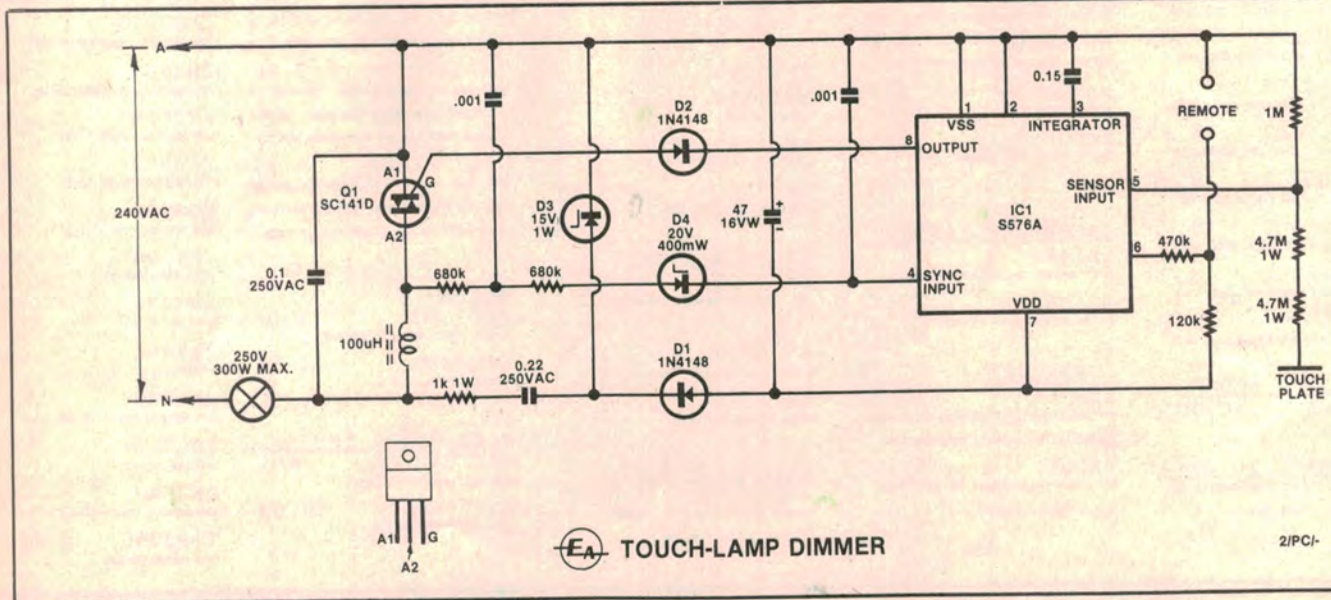 A
.001
.001
0.15
1
2
3
D2
1N4148
VSS
INTEGRATOR
REMOTE
1M
8
OUTPUT
A1
G
Q1
SC141D
A2
240VAC
D3
15V
1W
D4
20V
400mW
47
16VW
+
-
SENSOR
INPUT
5
IC1
S576A
0.1
250VAC
680k
680k
4
SYNC
INPUT
6
470k
4.7M
1W
VDD
7
120k
4.7M
1W
100uH
250V
300W MAX.
1k 1W
0.22
250VAC
D1
1N4148
N
TOUCH
PLATE
A1
G
A2
EA TOUCH-LAMP DIMMER
2/PC/-